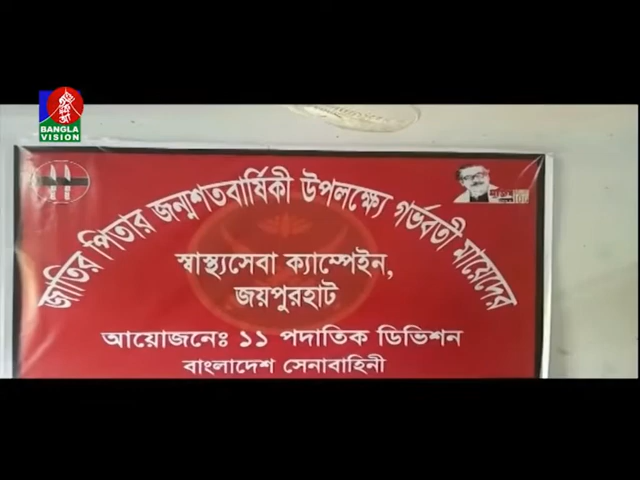 BANGLA
VISION
জাতির পিতার জন্মশতবার্ষিকী উপলক্ষ্যে গর্ভবতী মায়েদের
স্বাস্থ্যসেবা ক্যাম্পেইন,
জয়পুরহাট
আয়োজনেঃ ১১ পদাতিক ডিভিশন
বাংলাদেশ সেনাবাহিনী